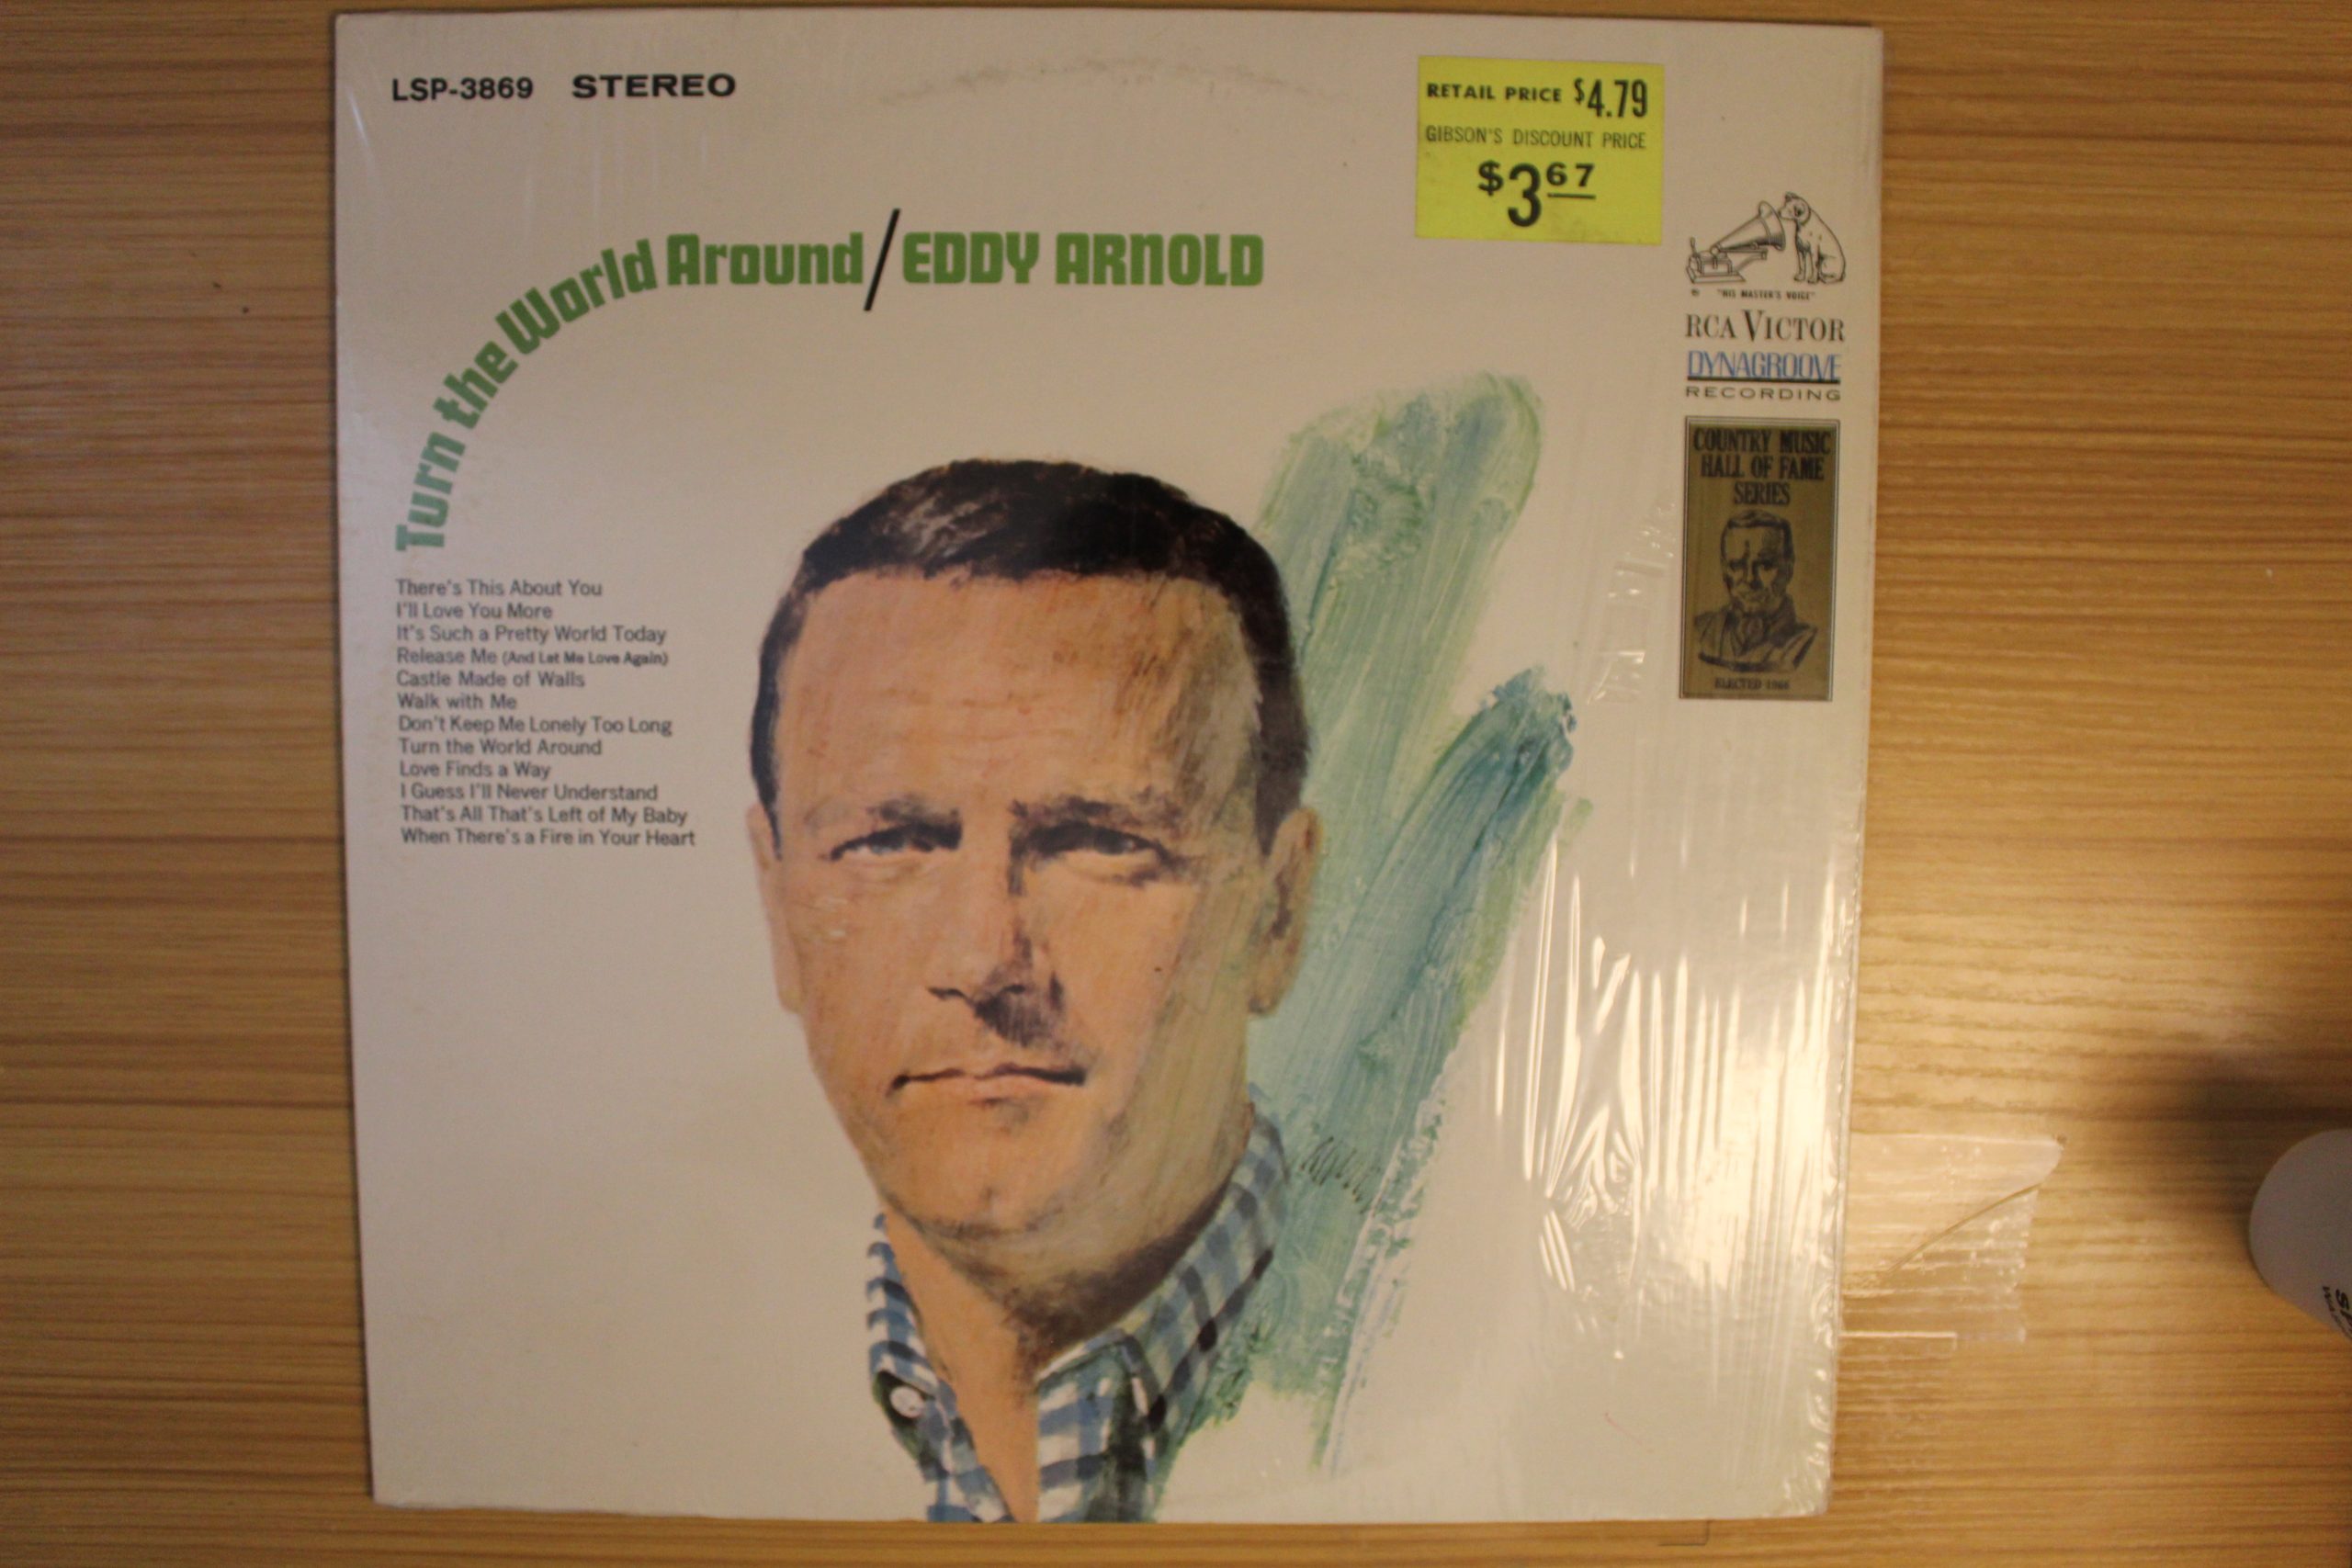 LSP-3869 STEREO
RETAIL PRICE $4.79
GIBSON'S DISCOUNT PRICE
$3 67
Turn the World Around/EDDY ARNOLD
"HIS MASTER'S VOICE"
RCA VICTOR
DYNAGROOVE
RECORDING
COUNTRY MUSIC
HALL OF FAME
SERIES
ELECTED 1966
There's This About You
I'll Love You More
It's Such a Pretty World Today
Release Me (And Let Me Love Again)
Castle Made of Walls
Walk with Me
Don't Keep Me Lonely Too Long
Turn the World Around
Love Finds a Way
I Guess I'll Never Understand
That's All That's Left of My Baby
When There's a Fire in Your Heart